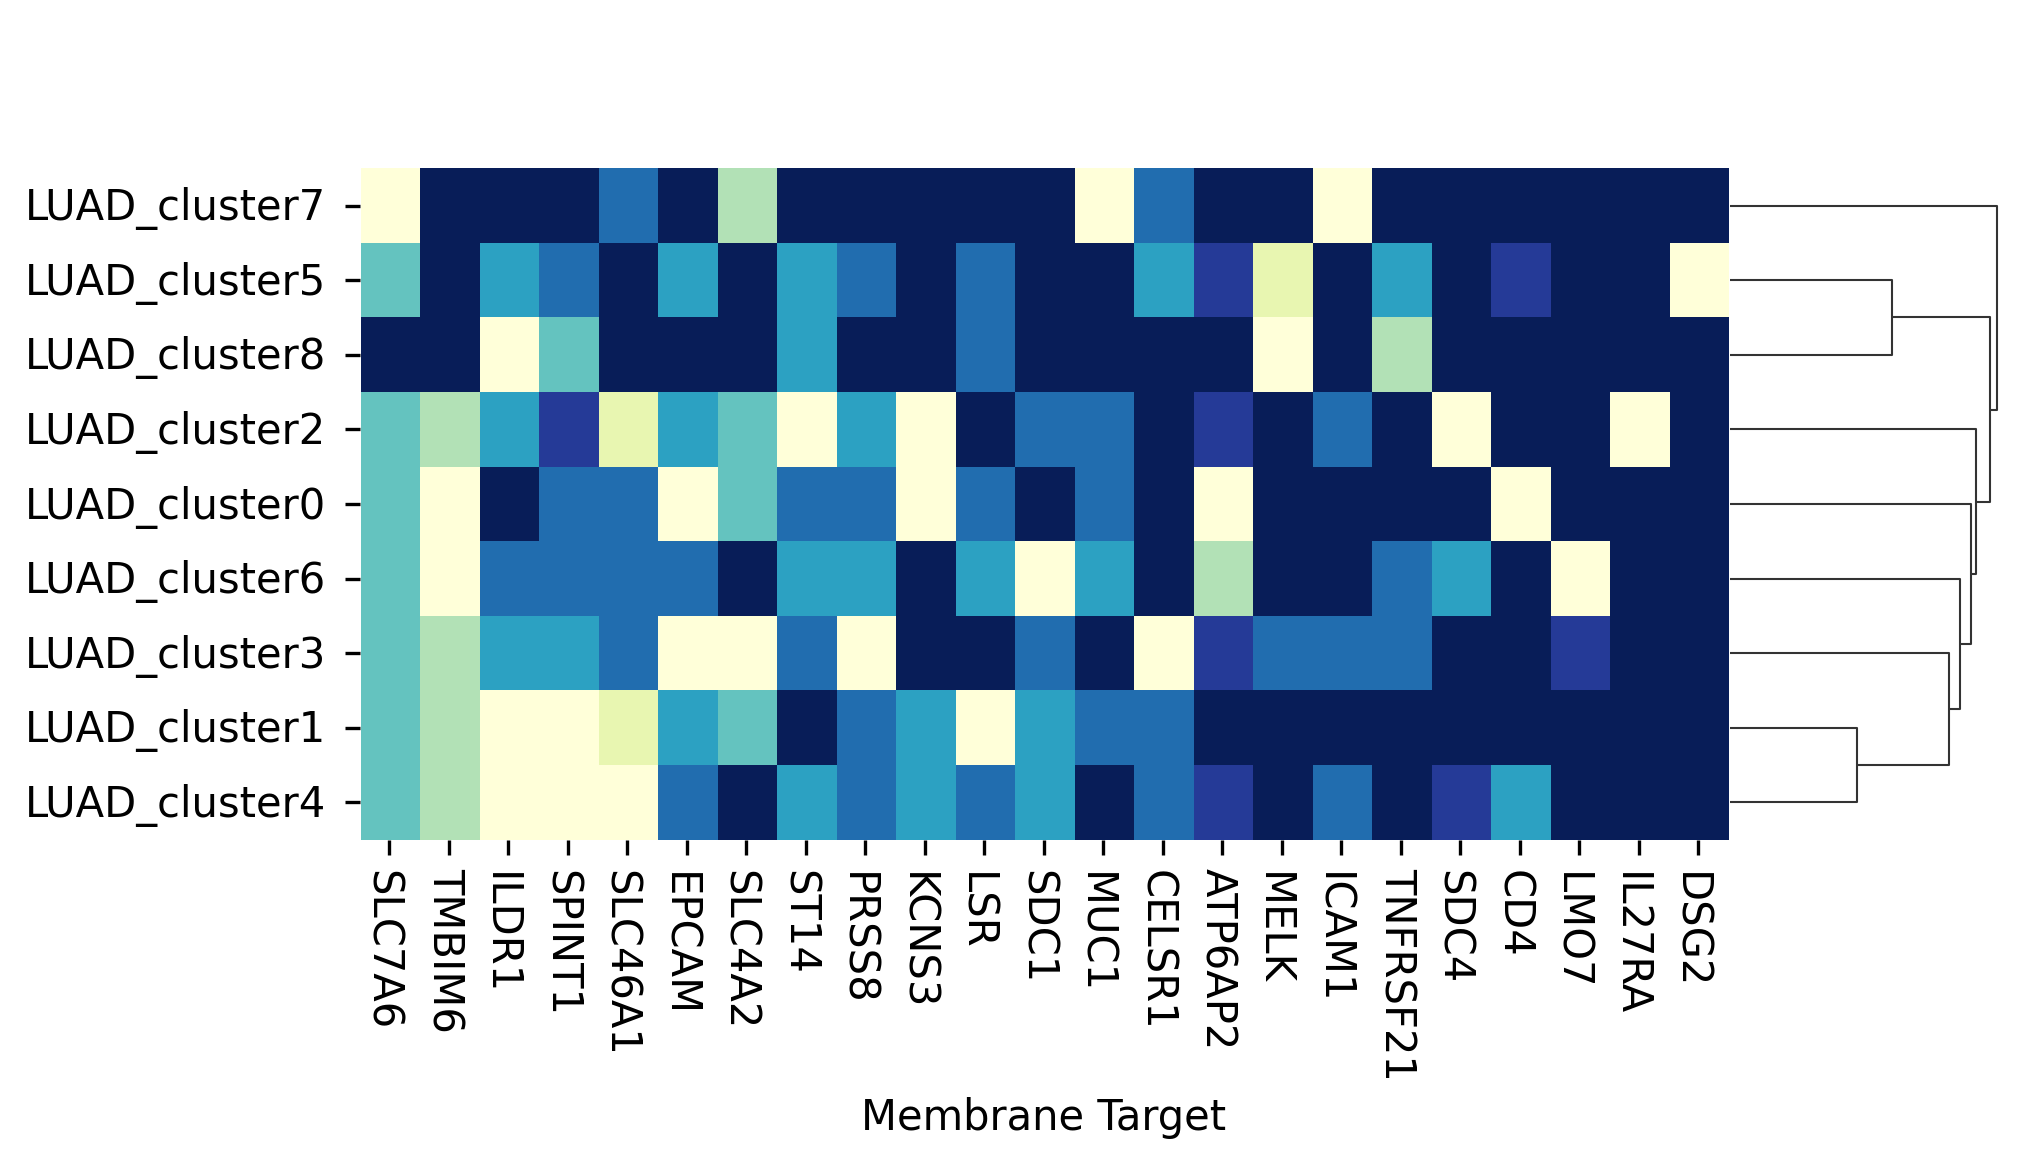 LUAD_cluster7
LUAD_cluster5
LUAD_cluster8
LUAD_cluster2
LUAD_cluster0
LUAD_cluster6
LUAD_cluster3
LUAD_cluster1
LUAD_cluster4
SLC7A6
TMBIM6
ILDR1
SPINT1
SLC46A1
EPCAM
SLC4A2
ST14
PRSS8
KCNS3
LSR
SDC1
MUC1
CELSR1
ATP6AP2
MELK
ICAM1
TNFRSF21
SDC4
CD4
LMO7
IL27RA
DSG2
Membrane Target